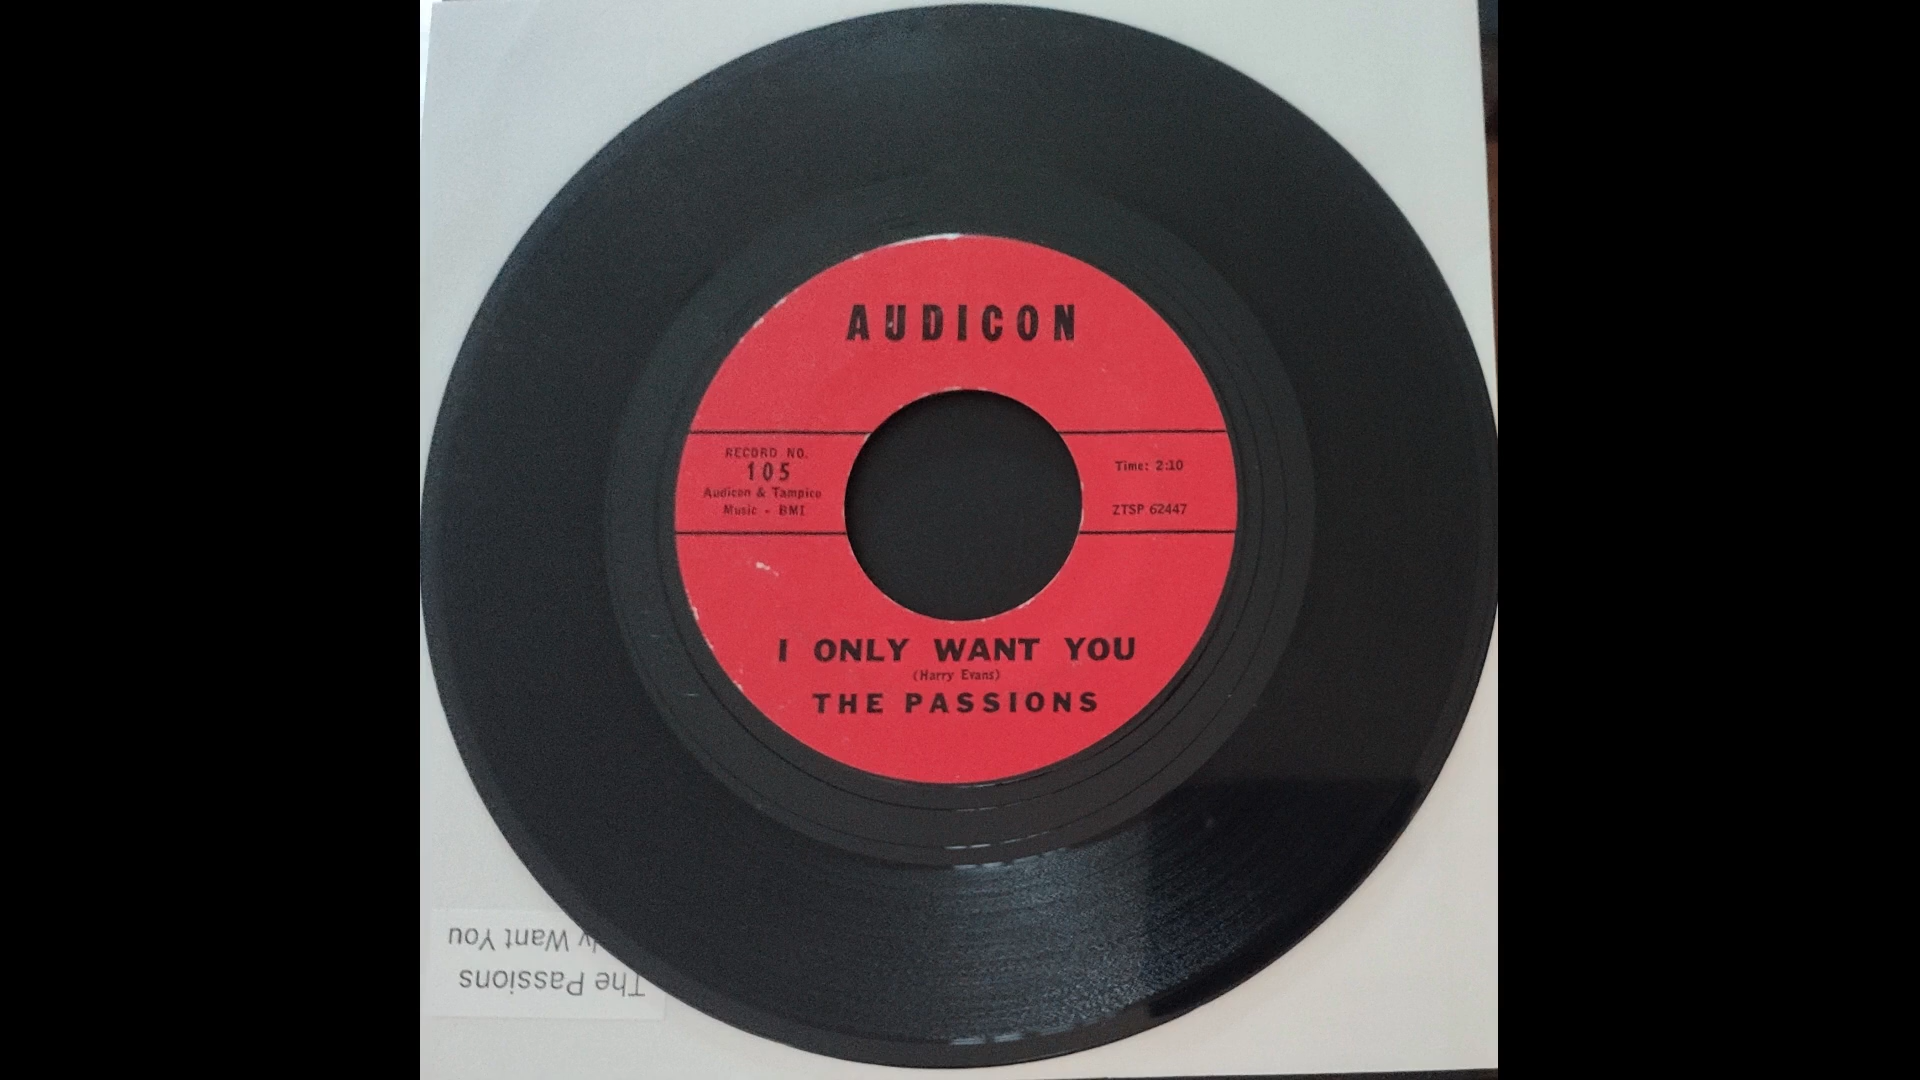 AUDICON
RECORD NO.
105
Audicon & Tampico
Music - BMI
Time: 2:10
ZTSP 62447
I ONLY WANT YOU
(Harry Evans)
THE PASSIONS
The Passions
Want You